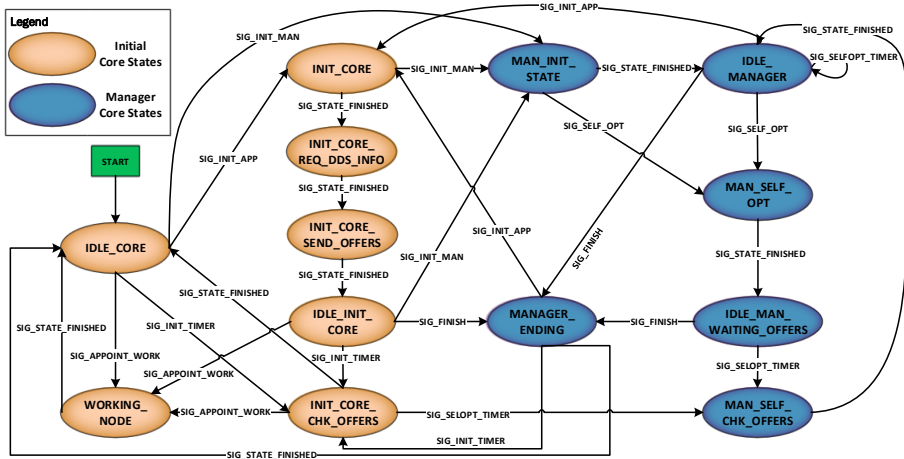 Legend
Initial
Core States
Manager
Core States
START
SIG_INIT_APP
SIG_INIT_MAN
SIG_STATE_FINISHED
SIG_SELFOPT_TIMER
INIT_CORE
SIG_INIT_MAN
MAN_INIT_
STATE
SIG_STATE_FINISHED
IDLE_
MANAGER
SIG_STATE_FINISHED
SIG_SELF_OPT
SIG_SELF_OPT
INIT_CORE_
REQ_DDS_INFO
SIG_INIT_APP
SIG_STATE_FINISHED
MAN_SELF_
OPT
IDLE_CORE
INIT_CORE_
SEND_OFFERS
SIG_INIT_APP
SIG_FINISH
SIG_INIT_MAN
SIG_STATE_FINISHED
SIG_STATE_FINISHED
SIG_STATE_FINISHED
IDLE_INIT_
CORE
SIG_FINISH
MANAGER_
ENDING
SIG_FINISH
IDLE_MAN_
WAITING_OFFERS
SIG_STATE_FINISHED
SIG_INIT_TIMER
SIG_INIT_TIMER
SIG_APPOINT_WORK
SIG_APPOINT_WORK
SIG_SELOPT_TIMER
WORKING_
NODE
SIG_APPOINT_WORK
INIT_CORE_
CHK_OFFERS
SIG_SELOPT_TIMER
MAN_SELF_
CHK_OFFERS
SIG_INIT_TIMER
SIG_STATE_FINISHED